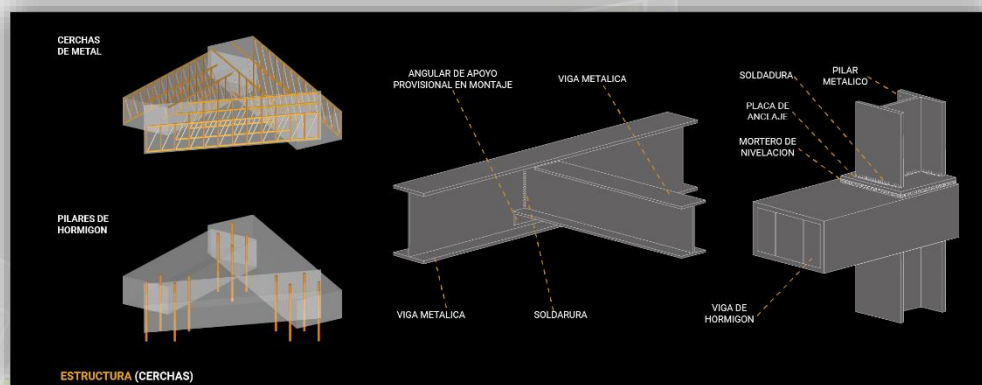 CERCHAS
DE METAL
PILARES DE
HORMIGON
ESTRUCTURA (CERCHAS)
ANGULAR DE APOYO
PROVISIONAL EN MONTAJE
VIGA METALICA
VIGA METALICA
SOLDARURA
SOLDADURA
PILAR
METALICO
PLACA DE
ANCLAJE
MORTERO DE
NIVELACION
VIGA DE
HORMIGON